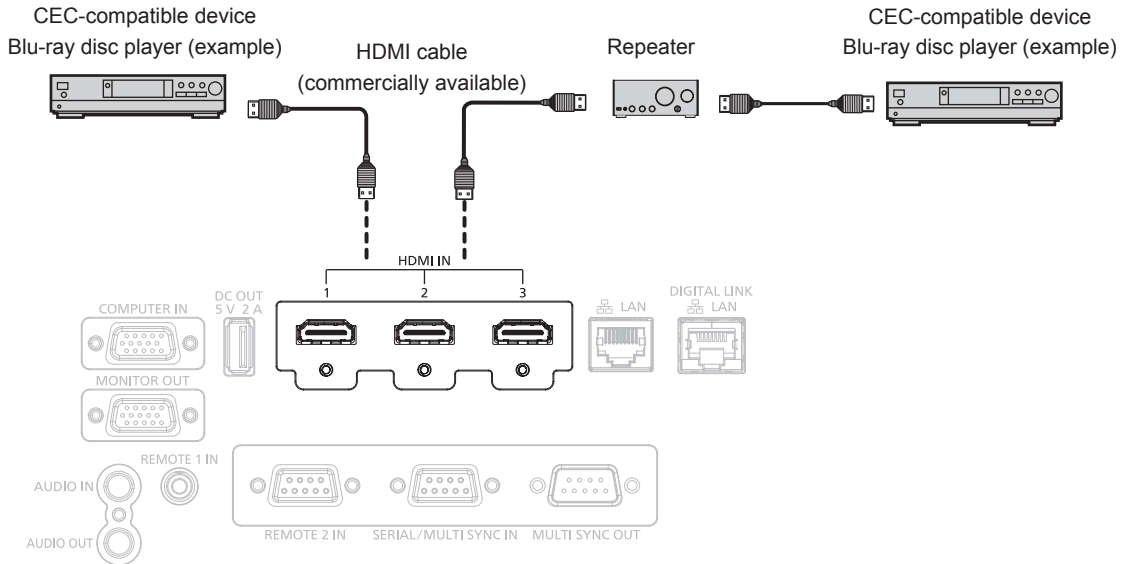 CEC-compatible device
Blu-ray disc player (example)
HDMI cable
(commercially available)
Repeater
CEC-compatible device
Blu-ray disc player (example)
HDMI IN
1
2
3
COMPUTER IN
DC OUT
5 V 2 A
LAN
DIGITAL LINK
LAN
MONITOR OUT
REMOTE 1 IN
AUDIO IN
AUDIO OUT
REMOTE 2 IN
SERIAL/MULTI SYNC IN
MULTI SYNC OUT